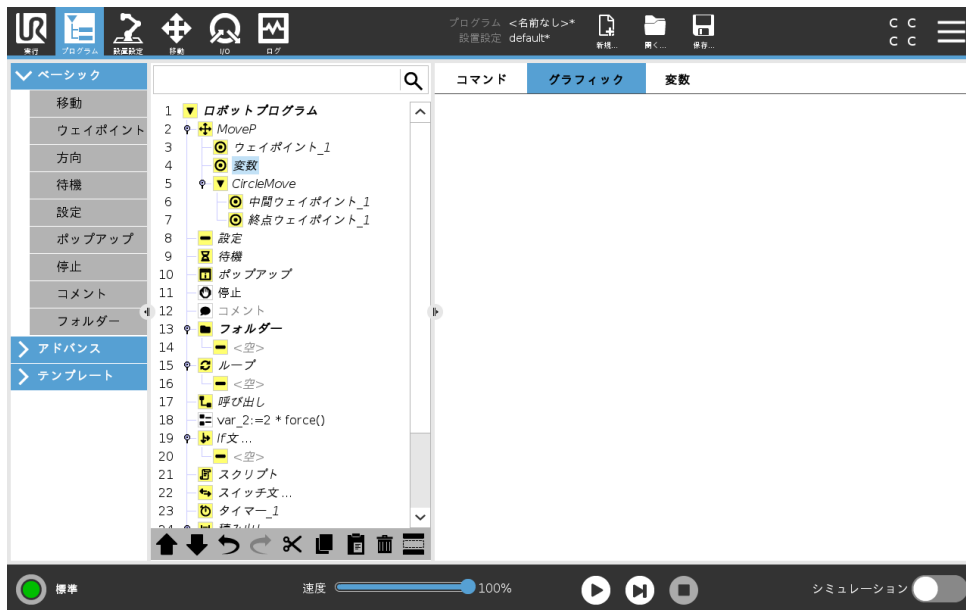 プログラム <名前なし>*
設置設定 default*
実行 プログラム 設置設定 移動 I/O ログ 新規... 開く... 保存...
C C
C C
ベーシック
移動
ウェイポイント
方向
待機
設定
ポップアップ
停止
コメント
フォルダー
アドバンス
テンプレート
1 ロボットプログラム
2 MoveP
3 ウェイポイント_1
4 変数
5 CircleMove
6 中間ウェイポイント_1
7 終点ウェイポイント_1
8 設定
9 待機
10 ポップアップ
11 停止
12 コメント
13 フォルダー
14 <空>
15 ループ
16 <空>
17 呼び出し
18 var_2:=2 * force()
19 If文 ...
20 <空>
21 スクリプト
22 スイッチ文 ...
23 タイマー_1
コマンド グラフィック 変数
標準 速度 100% シミュレーション